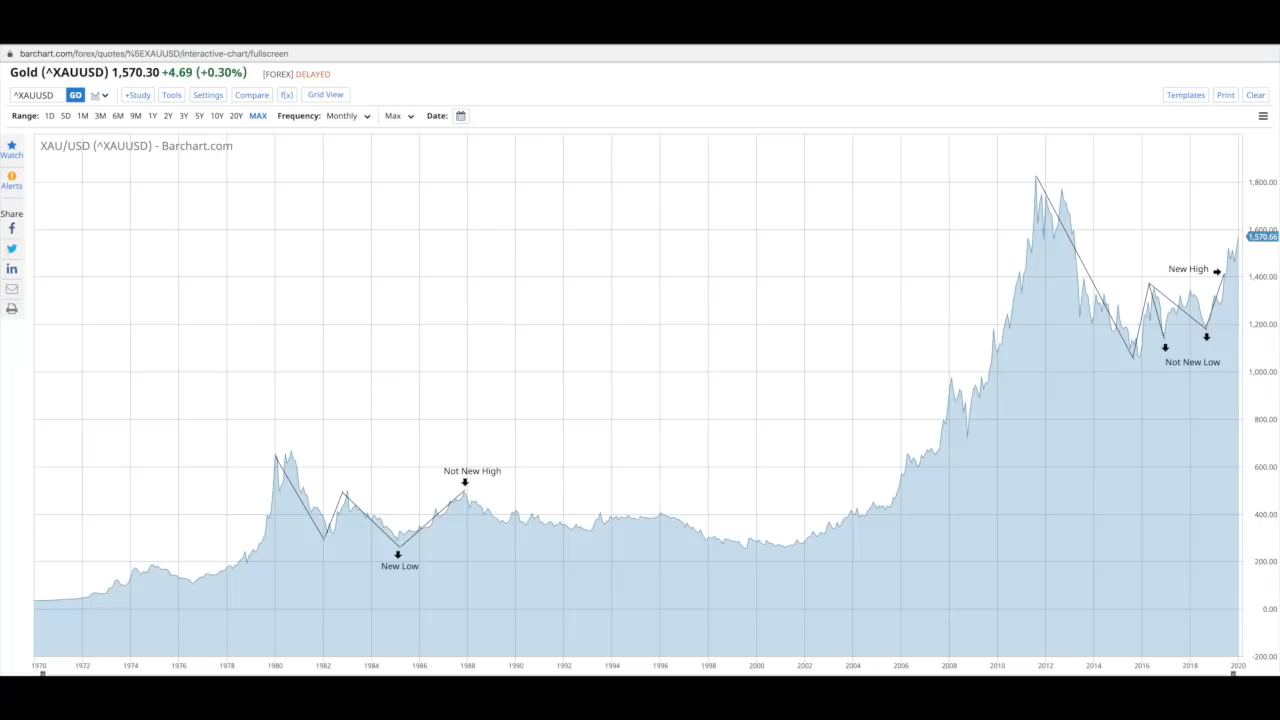 barchart.com/forex/quotes/%5EXAUUSD/interactive-chart/fullscreen
Gold (^XAUUSD) 1,570.30 +4.69 (+0.30%) [FOREX] DELAYED
^XAUUSD GO +Study Tools Settings Compare f(x) Grid View Templates Print Clear
Range: 1D 5D 1M 3M 6M 9M 1Y 2Y 3Y 5Y 10Y 20Y MAX Frequency: Monthly Max Date:
XAU/USD (^XAUUSD) - Barchart.com
Watch
Alerts
Share
1,800.00
1,600.00
1,570.66
New High
1,400.00
1,200.00
Not New Low
1,000.00
800.00
Not New High
600.00
400.00
New Low
200.00
0.00
-200.00
1970 1972 1974 1976 1978 1980 1982 1984 1986 1988 1990 1992 1994 1996 1998 2000 2002 2004 2006 2008 2010 2012 2014 2016 2018 2020